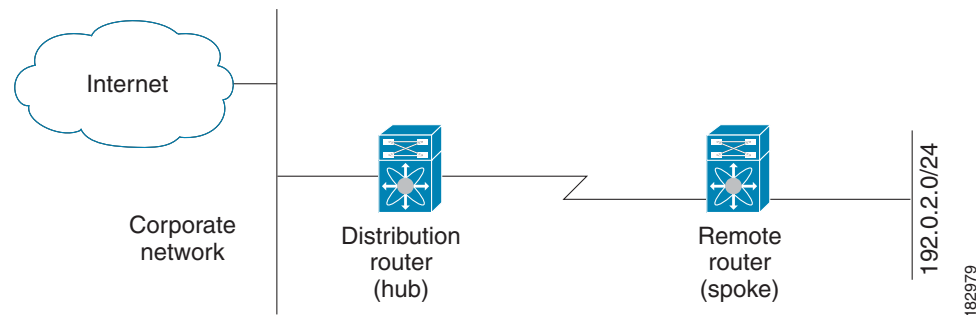 Internet
Corporate
network
Distribution
router
(hub)
Remote
router
(spoke)
192.0.2.0/24
182979